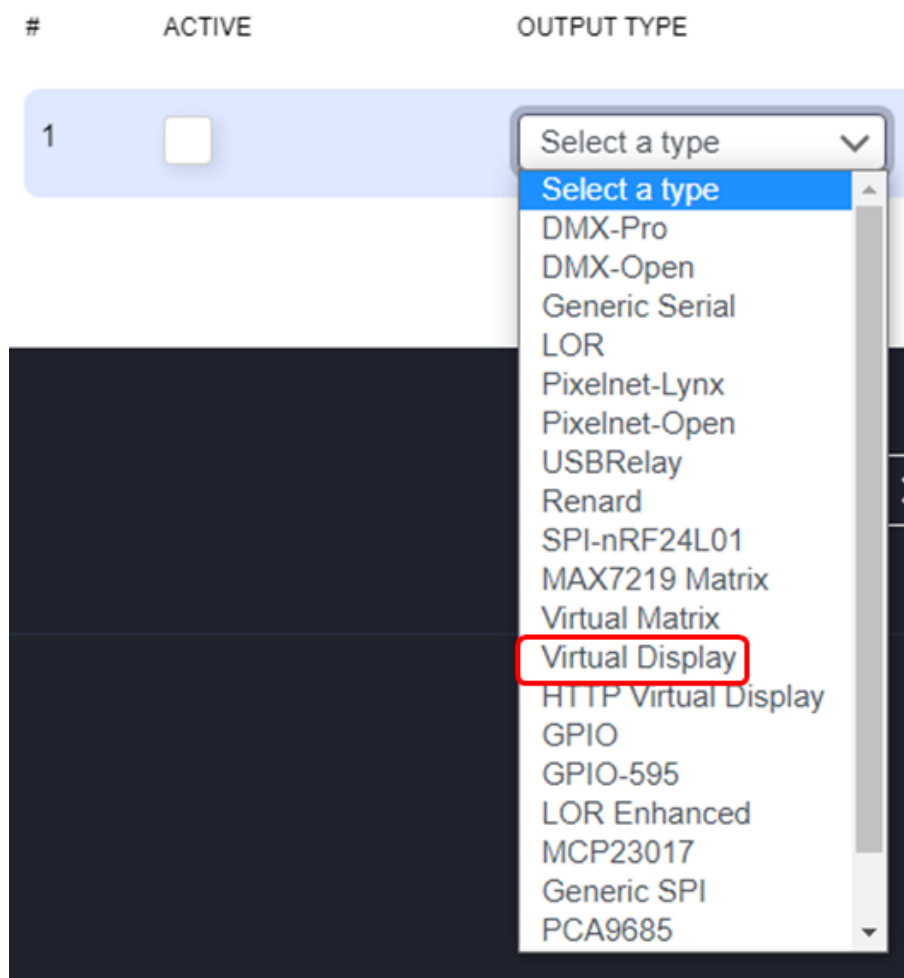 # ACTIVE OUTPUT TYPE
1 Select a type
Select a type
DMX-Pro
DMX-Open
Generic Serial
LOR
Pixelnet-Lynx
Pixelnet-Open
USBRelay
Renard
SPI-nRF24L01
MAX7219 Matrix
Virtual Matrix
Virtual Display
HTTP Virtual Display
GPIO
GPIO-595
LOR Enhanced
MCP23017
Generic SPI
PCA9685